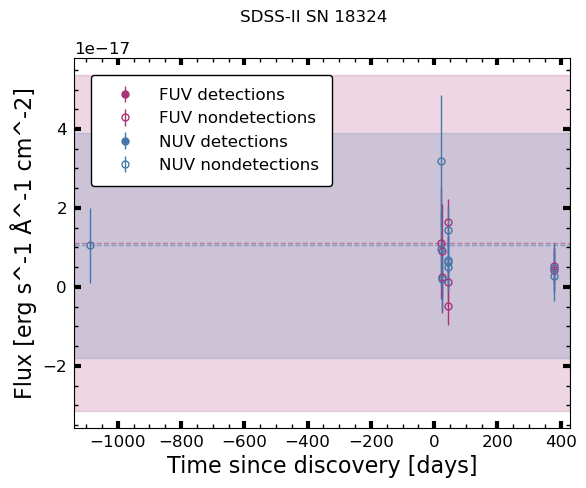 SDSS-II SN 18324
1e−17
FUV detections
FUV nondetections
NUV detections
NUV nondetections
4
2
0
−2
Flux [erg s^-1 Å^-1 cm^-2]
−1000 −800 −600 −400 −200 0 200 400
Time since discovery [days]